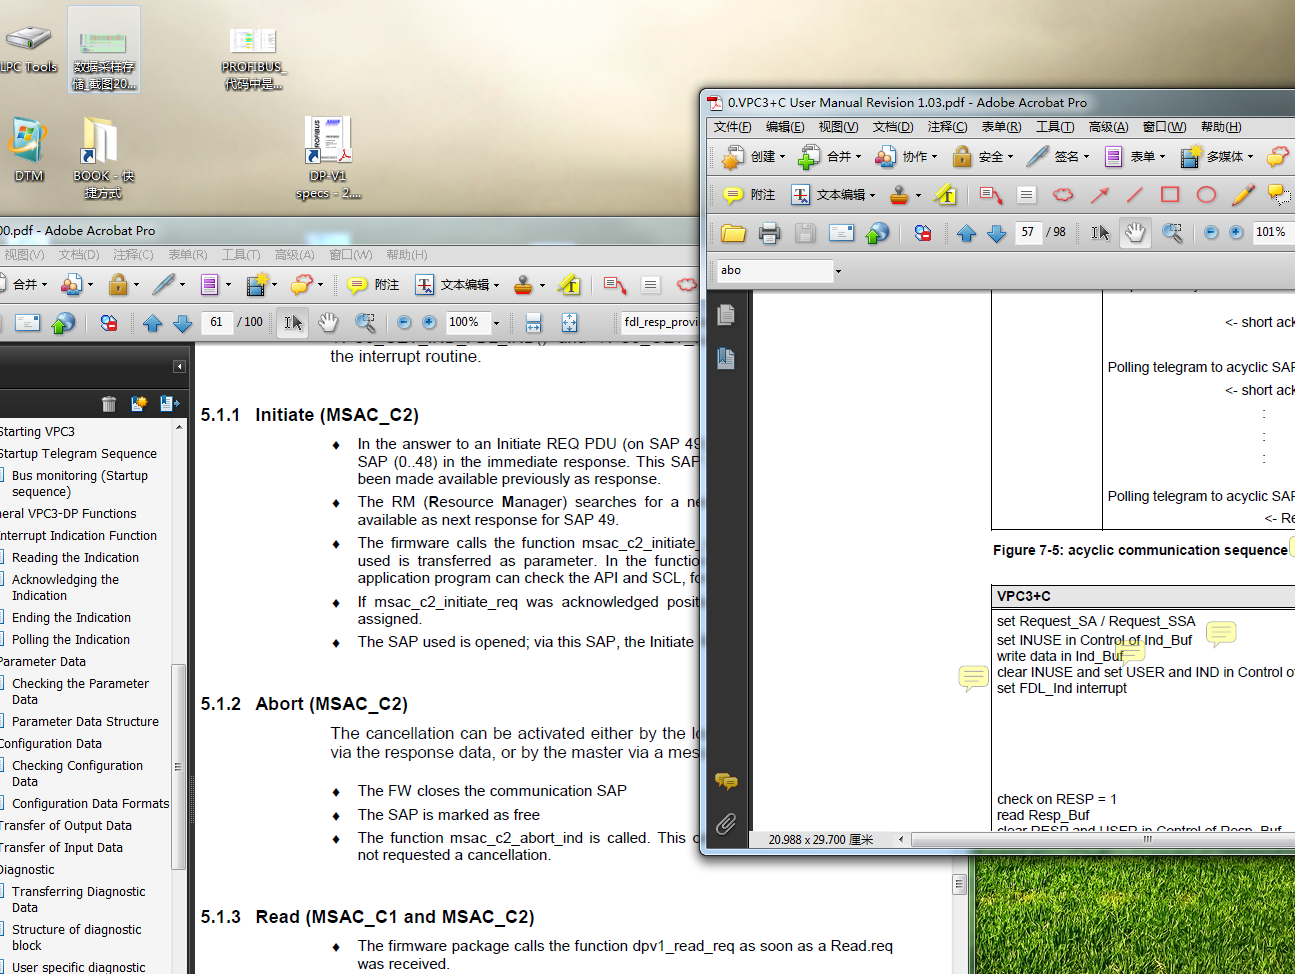 LPC Tools
数据采样存
储_截图20...
PROFIBUS_
代码中是...
DTM
BOOK - 快
捷方式
DP-V1
specs - 2....
00.pdf - Adobe Acrobat Pro
视图(V) 文档(D) 注释(C) 表单(R) 工具(T) 高级(A) 窗口(W) 帮助(H)
合并
附注
文本编辑
61 / 100
100%
fdl_resp_provi
Starting VPC3
Startup Telegram Sequence
Bus monitoring (Startup
sequence)
neral VPC3-DP Functions
Interrupt Indication Function
Reading the Indication
Acknowledging the
Indication
Ending the Indication
Polling the Indication
Parameter Data
Checking the Parameter
Data
Parameter Data Structure
Configuration Data
Checking Configuration
Data
Configuration Data Formats
Transfer of Output Data
Transfer of Input Data
Diagnostic
Transferring Diagnostic
Data
Structure of diagnostic
block
User specific diagnostic
the interrupt routine.
5.1.1 Initiate (MSAC_C2)
♦ In the answer to an Initiate REQ PDU (on SAP 49
SAP (0..48) in the immediate response. This SAP
been made available previously as response.
♦ The RM (Resource Manager) searches for a ne
available as next response for SAP 49.
♦ The firmware calls the function msac_c2_initiate_
used is transferred as parameter. In the functio
application program can check the API and SCL, fo
♦ If msac_c2_initiate_req was acknowledged posit
assigned.
♦ The SAP used is opened; via this SAP, the Initiate
5.1.2 Abort (MSAC_C2)
The cancellation can be activated either by the lo
via the response data, or by the master via a mes
♦ The FW closes the communication SAP
♦ The SAP is marked as free
♦ The function msac_c2_abort_ind is called. This c
not requested a cancellation.
5.1.3 Read (MSAC_C1 and MSAC_C2)
♦ The firmware package calls the function dpv1_read_req as soon as a Read.req
was received.
0.VPC3+C User Manual Revision 1.03.pdf - Adobe Acrobat Pro
文件(F) 编辑(E) 视图(V) 文档(D) 注释(C) 表单(R) 工具(T) 高级(A) 窗口(W) 帮助(H)
创建 合并 协作 安全 签名 表单 多媒体
附注 文本编辑
57 / 98
101%
abo
<- short ack
Polling telegram to acyclic SAP
<- short ack
:
:
:
Polling telegram to acyclic SAP
<- Re
Figure 7-5: acyclic communication sequence
VPC3+C
set Request_SA / Request_SSA
set INUSE in Control of Ind_Buf
write data in Ind_Buf
clear INUSE and set USER and IND in Control of
set FDL_Ind interrupt
check on RESP = 1
read Resp_Buf
clear RESP and USER in Control of Resp_Buf
20.988 x 29.700 厘米